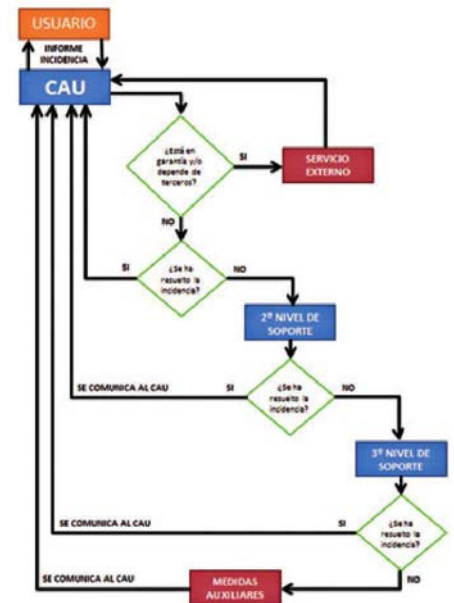 USUARIO
INFORME
INCIDENCIA
CAU
¿Está en
garantía y/o
depende de
terceros?
SI
SERVICIO
EXTERNO
NO
SI
¿Se ha
resuelto la
incidencia?
NO
2º NIVEL DE
SOPORTE
SE COMUNICA AL CAU
SI
¿Se ha
resuelto la
incidencia?
NO
3º NIVEL DE
SOPORTE
SE COMUNICA AL CAU
SI
¿Se ha
resuelto la
incidencia?
SE COMUNICA AL CAU
MEDIDAS
AUXILIARES
NO